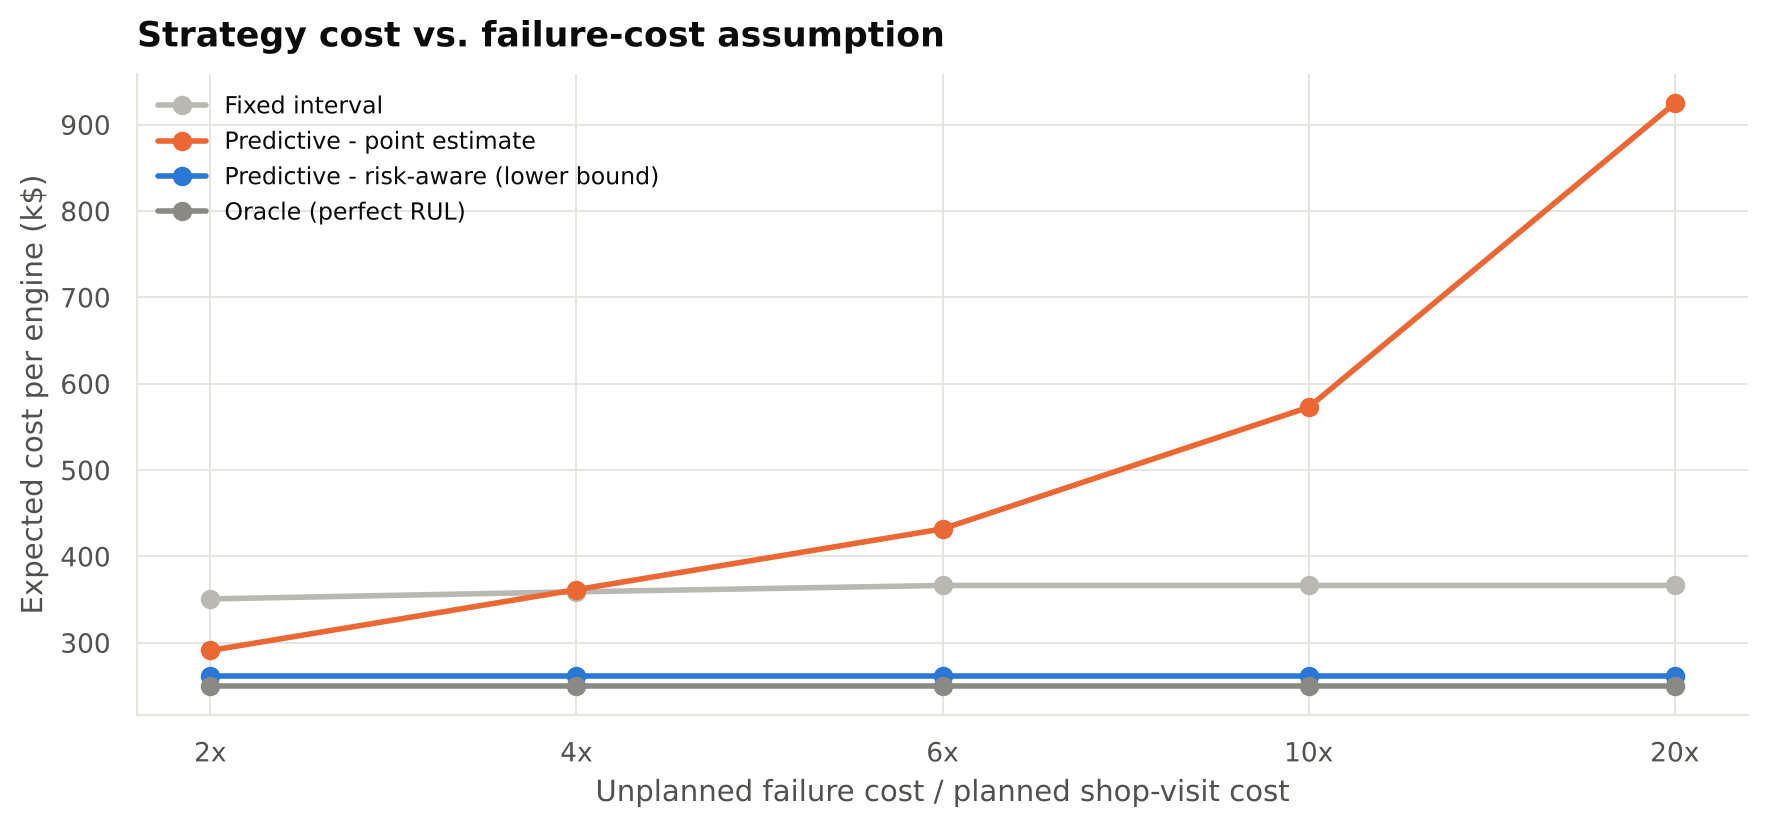 Strategy cost vs. failure-cost assumption
Fixed interval
Predictive - point estimate
Predictive - risk-aware (lower bound)
Oracle (perfect RUL)
Expected cost per engine (k$)
900
800
700
600
500
400
300
2x
4x
6x
10x
20x
Unplanned failure cost / planned shop-visit cost